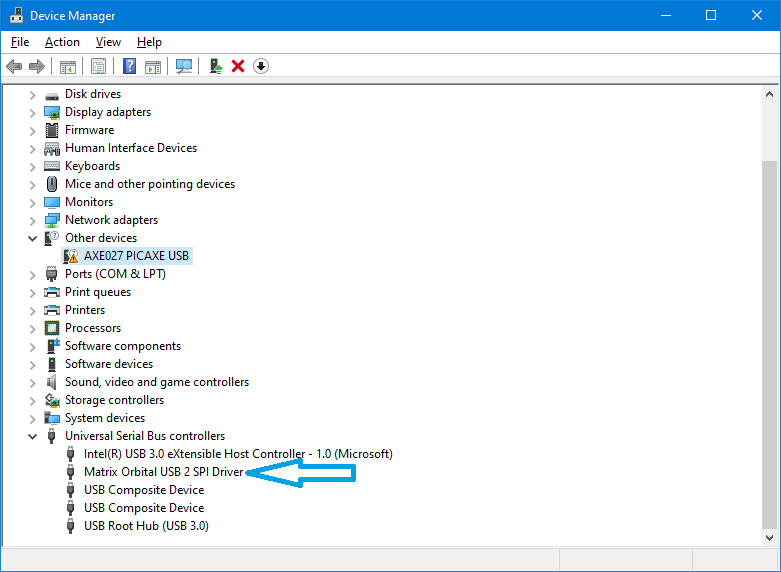 Device Manager
File Action View Help
Disk drives
Display adapters
Firmware
Human Interface Devices
Keyboards
Mice and other pointing devices
Monitors
Network adapters
Other devices
AXE027 PICAXE USB
Ports (COM & LPT)
Print queues
Printers
Processors
Software components
Software devices
Sound, video and game controllers
Storage controllers
System devices
Universal Serial Bus controllers
Intel(R) USB 3.0 eXtensible Host Controller - 1.0 (Microsoft)
Matrix Orbital USB 2 SPI Driver
USB Composite Device
USB Composite Device
USB Root Hub (USB 3.0)